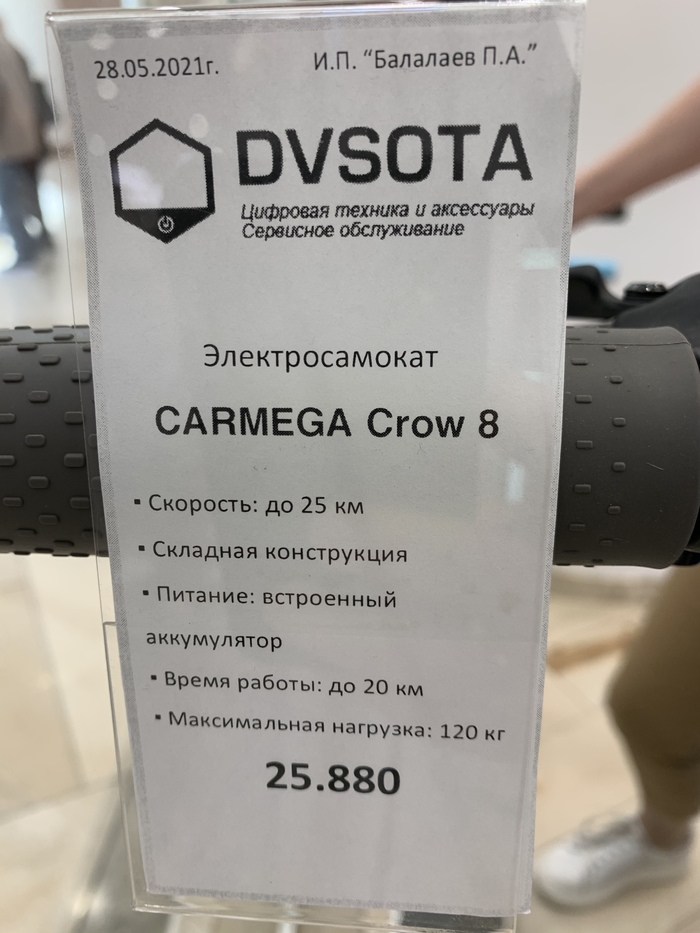 28.05.2021г. И.П. “Балалаев П.А.”
DVSOTA
Цифровая техника и аксессуары
Сервисное обслуживание
Электросамокат
CARMEGA Crow 8
▪ Скорость: до 25 км
▪ Складная конструкция
▪ Питание: встроенный
аккумулятор
▪ Время работы: до 20 км
▪ Максимальная нагрузка: 120 кг
25.880